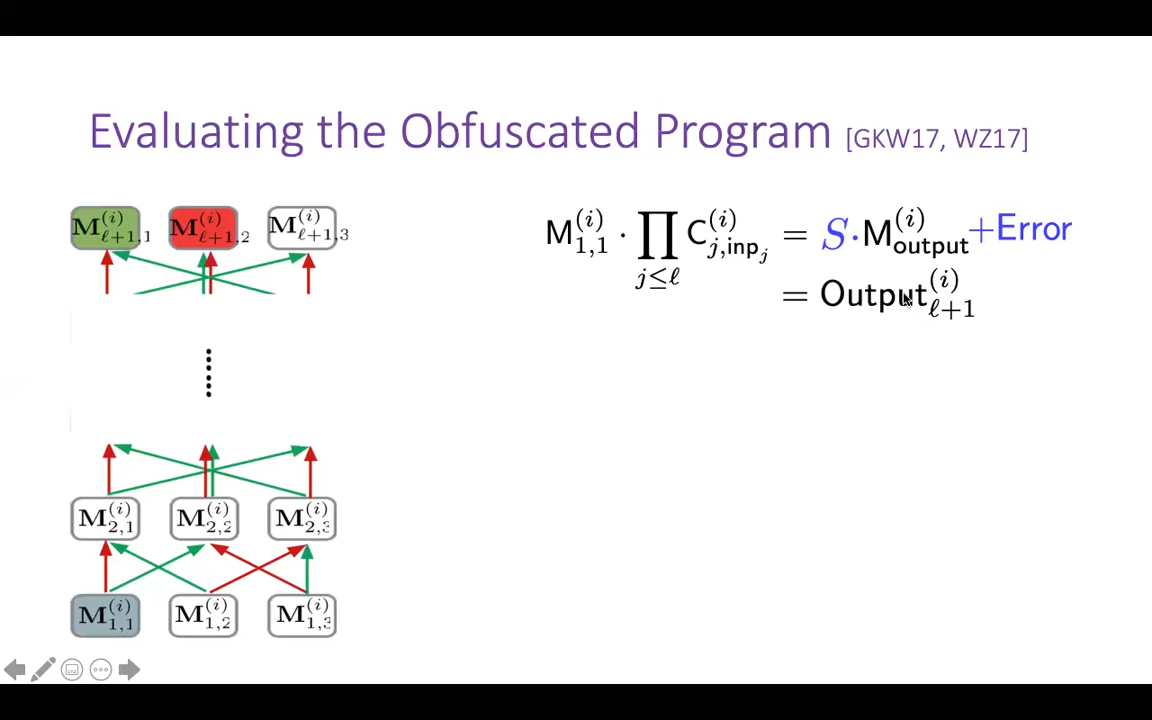 Evaluating the Obfuscated Program [GKW17, WZ17]
M^{(i)}_{ℓ+1,1} M^{(i)}_{ℓ+1,2} M^{(i)}_{ℓ+1,3}
M^{(i)}_{1,1} · ∏_{j≤ℓ} C^{(i)}_{j,inp_j} = S·M^{(i)}_{output} +Error
= Output^{(i)}_{ℓ+1}
M^{(i)}_{2,1} M^{(i)}_{2,2} M^{(i)}_{2,3}
M^{(i)}_{1,1} M^{(i)}_{1,2} M^{(i)}_{1,3}